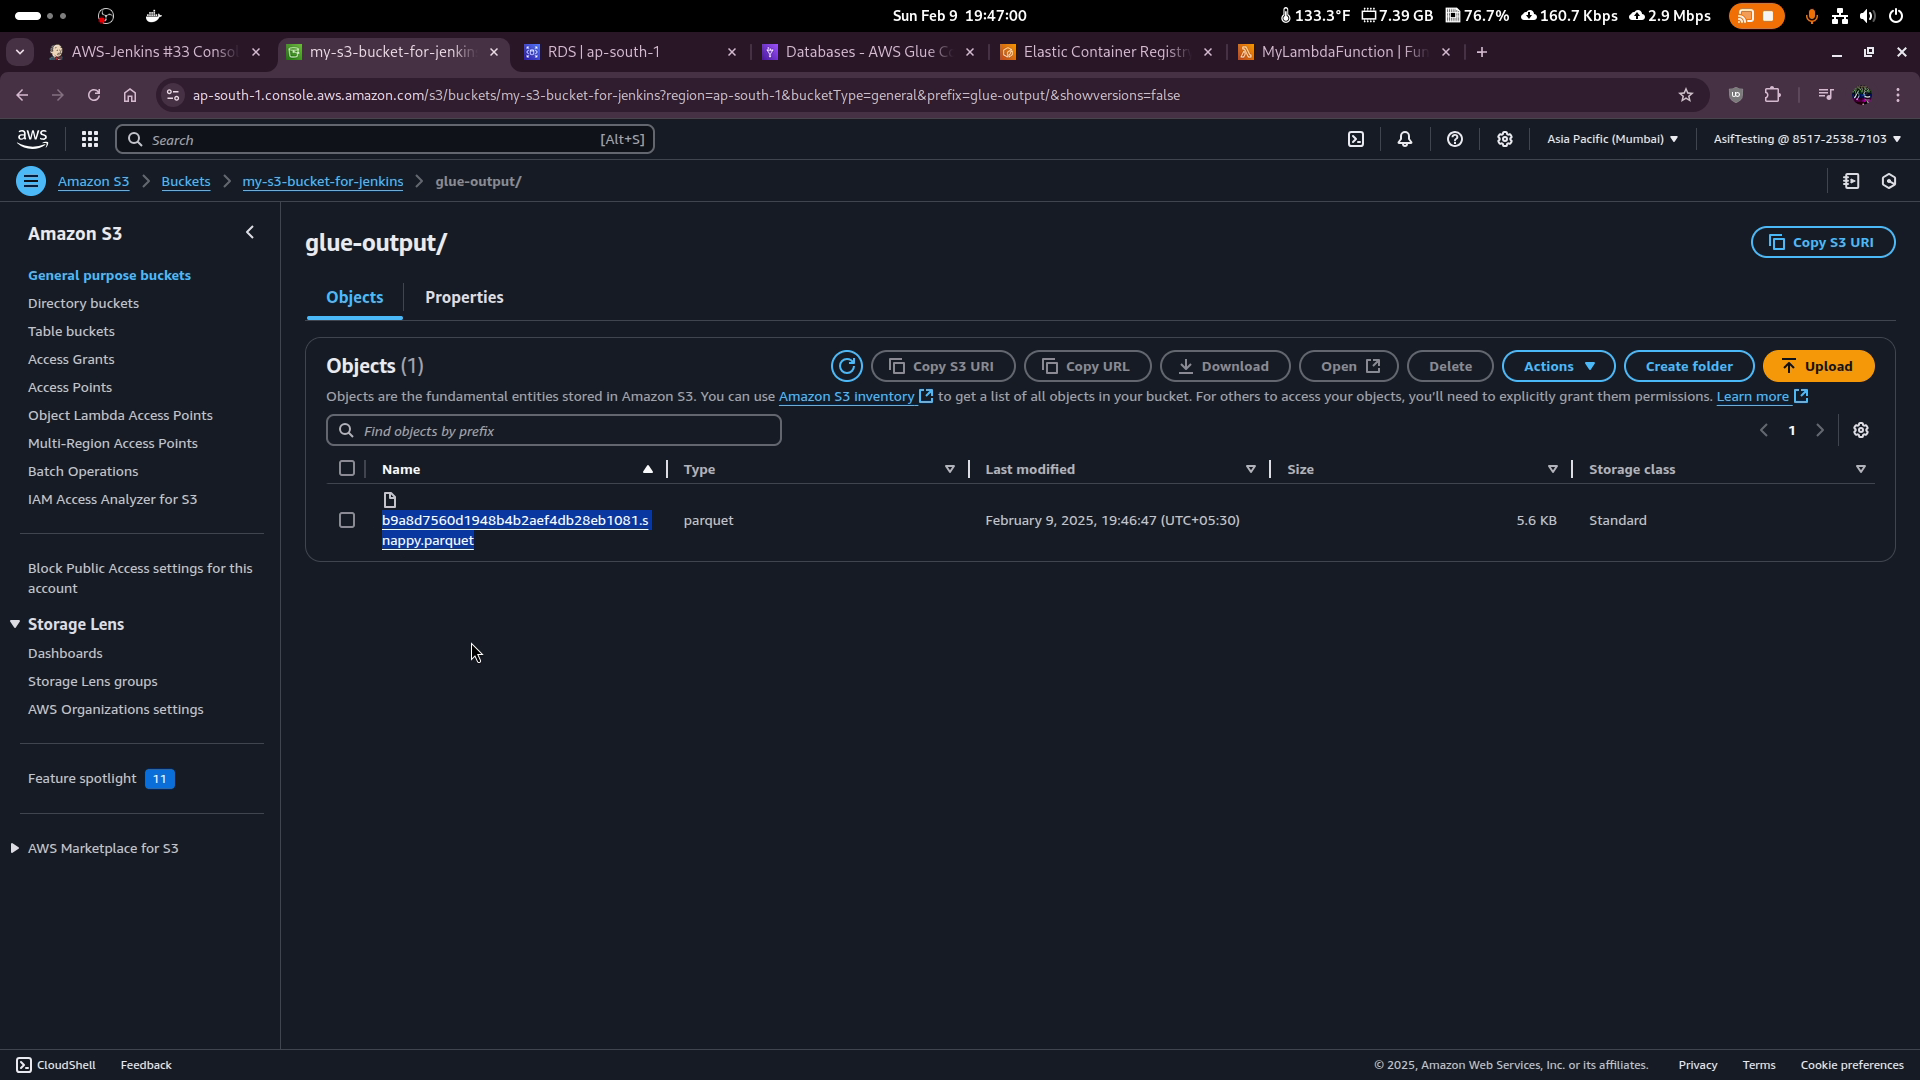 Sun Feb 9 19:47:00
133.3°F 7.39 GB 76.7% 160.7 Kbps 2.9 Mbps
AWS-Jenkins #33 Conso
my-s3-bucket-for-jenkin
RDS | ap-south-1
Databases - AWS Glue C
Elastic Container Registr
MyLambdaFunction | Fun
ap-south-1.console.aws.amazon.com/s3/buckets/my-s3-bucket-for-jenkins?region=ap-south-1&bucketType=general&prefix=glue-output/&showversions=false
aws
Search [Alt+S]
Asia Pacific (Mumbai)
AsifTesting @ 8517-2538-7103
Amazon S3 > Buckets > my-s3-bucket-for-jenkins > glue-output/
Amazon S3
General purpose buckets
Directory buckets
Table buckets
Access Grants
Access Points
Object Lambda Access Points
Multi-Region Access Points
Batch Operations
IAM Access Analyzer for S3
Block Public Access settings for this
account
Storage Lens
Dashboards
Storage Lens groups
AWS Organizations settings
Feature spotlight 11
AWS Marketplace for S3
glue-output/
Copy S3 URI
Objects
Properties
Objects (1)
Copy S3 URI
Copy URL
Download
Open
Delete
Actions
Create folder
Upload
Objects are the fundamental entities stored in Amazon S3. You can use Amazon S3 inventory to get a list of all objects in your bucket. For others to access your objects, you'll need to explicitly grant them permissions. Learn more
Find objects by prefix
1
Name Type Last modified Size Storage class
b9a8d7560d1948b4b2aef4db28eb1081.s
nappy.parquet
parquet
February 9, 2025, 19:46:47 (UTC+05:30)
5.6 KB
Standard
CloudShell Feedback
© 2025, Amazon Web Services, Inc. or its affiliates. Privacy Terms Cookie preferences